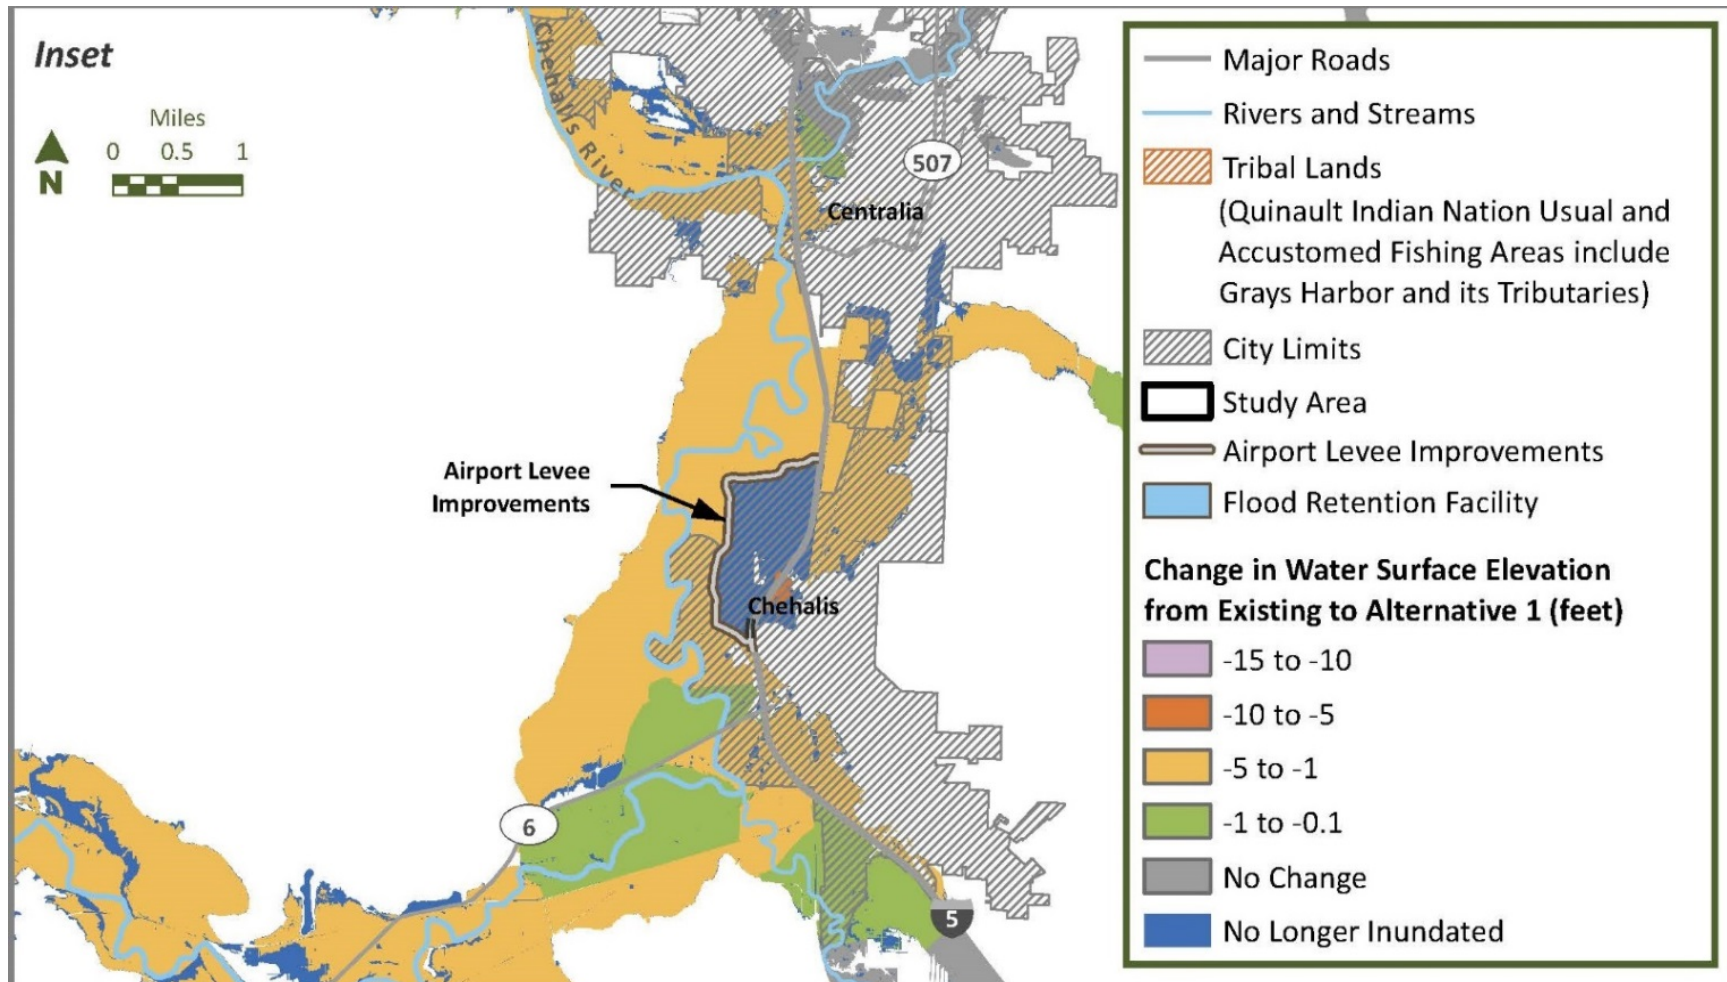 Inset
Miles
0 0.5 1
N
Chehalis River
507
Centralia
Airport Levee
Improvements
Chehalis
6
5
Major Roads
Rivers and Streams
Tribal Lands
(Quinault Indian Nation Usual and
Accustomed Fishing Areas include
Grays Harbor and its Tributaries)
City Limits
Study Area
Airport Levee Improvements
Flood Retention Facility
Change in Water Surface Elevation
from Existing to Alternative 1 (feet)
-15 to -10
-10 to -5
-5 to -1
-1 to -0.1
No Change
No Longer Inundated